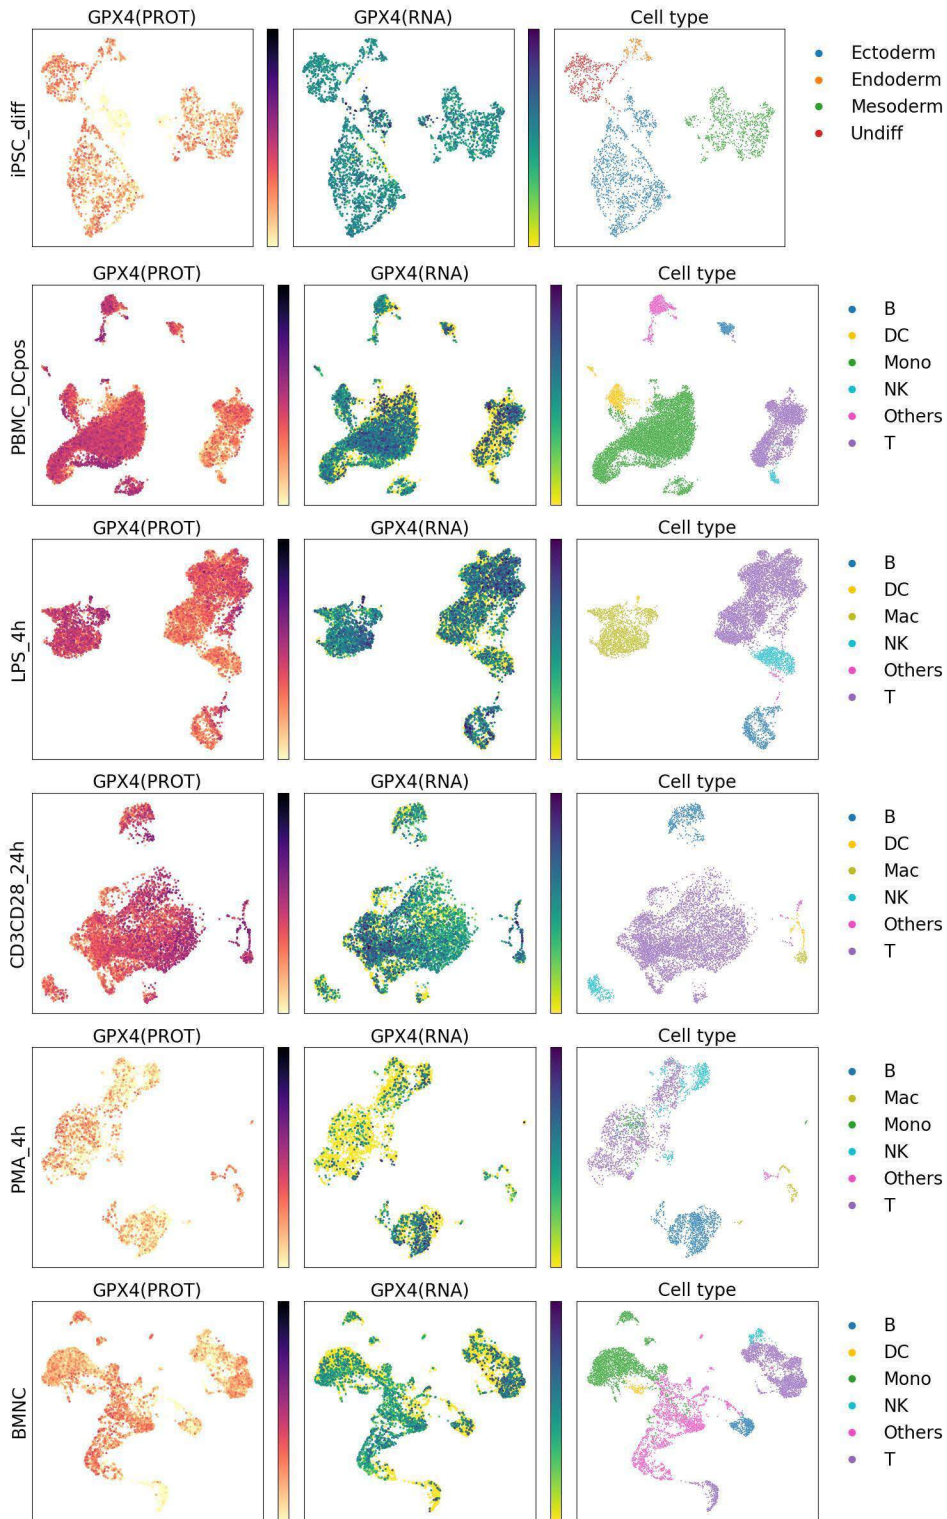 GPX4(PROT)
GPX4(RNA)
Cell type
iPSC_diff
Ectoderm
Endoderm
Mesoderm
Undiff
GPX4(PROT)
GPX4(RNA)
Cell type
PBMC_DCpos
B
DC
Mono
NK
Others
T
GPX4(PROT)
GPX4(RNA)
Cell type
LPS_4h
B
DC
Mac
NK
Others
T
GPX4(PROT)
GPX4(RNA)
Cell type
CD3CD28_24h
B
DC
Mac
NK
Others
T
GPX4(PROT)
GPX4(RNA)
Cell type
PMA_4h
B
Mac
Mono
NK
Others
T
GPX4(PROT)
GPX4(RNA)
Cell type
BMNC
B
DC
Mono
NK
Others
T